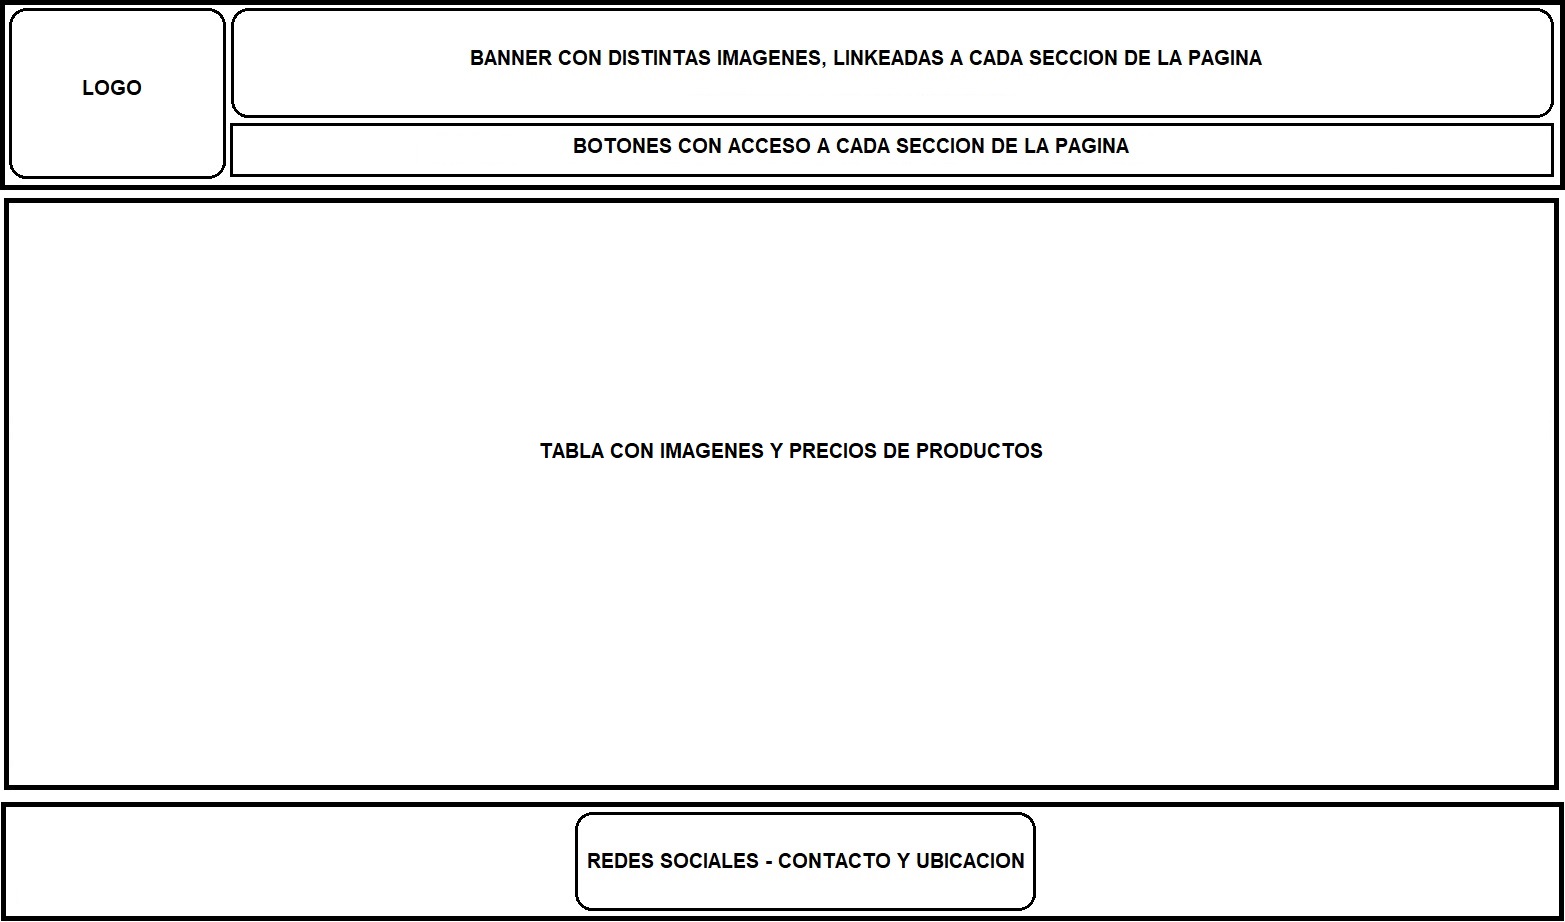 LOGO
BANNER CON DISTINTAS IMAGENES, LINKEADAS A CADA SECCION DE LA PAGINA
BOTONES CON ACCESO A CADA SECCION DE LA PAGINA
TABLA CON IMAGENES Y PRECIOS DE PRODUCTOS
REDES SOCIALES - CONTACTO Y UBICACION